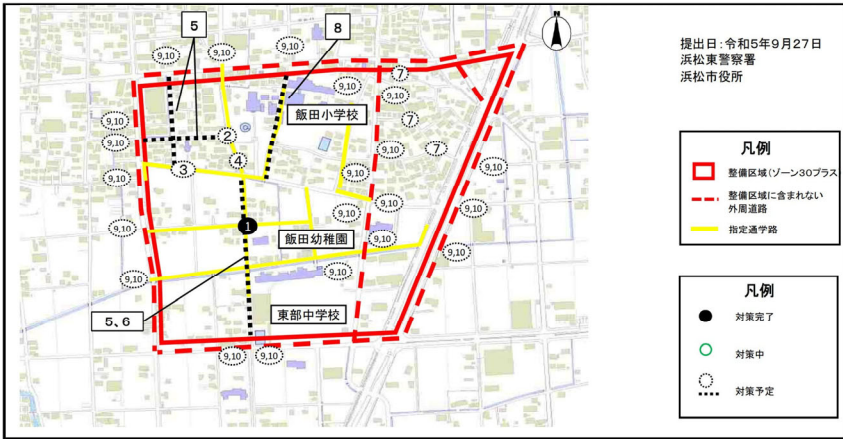 5
8
9,10
9,10
9,10
提出日:令和5年9月27日
浜松東警察署
浜松市役所
7
9,10
9,10
飯田小学校
7
9,10
2
9,10
7
4
3
9,10
9,10
9,10
9,10
9,10
9,10
1
9,10
飯田幼稚園
9,10
9,10
9,10
9,10
5、6
東部中学校
9,10
9,10
凡例
整備区域(ゾーン30プラス
整備区域に含まれない
外周道路
指定通学路
凡例
対策完了
対策中
対策予定